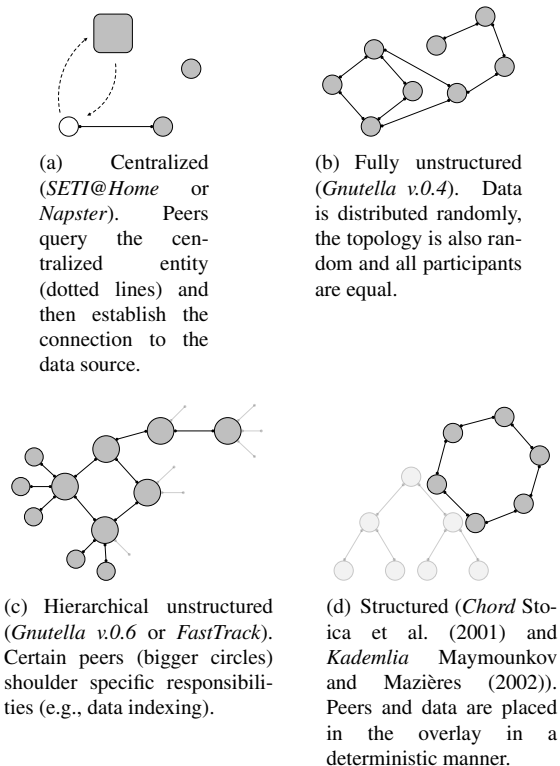 (a) Centralized
(SETI@Home or
Napster). Peers
query the cen-
tralized entity
(dotted lines) and
then establish the
connection to the
data source.
(b) Fully unstructured
(Gnutella v.0.4). Data
is distributed randomly,
the topology is also ran-
dom and all participants
are equal.
(c) Hierarchical unstructured
(Gnutella v.0.6 or FastTrack).
Certain peers (bigger circles)
shoulder specific responsibili-
ties (e.g., data indexing).
(d) Structured (Chord Sto-
ica et al. (2001) and
Kademlia Maymounkov
and Mazières (2002)).
Peers and data are placed
in the overlay in a
deterministic manner.